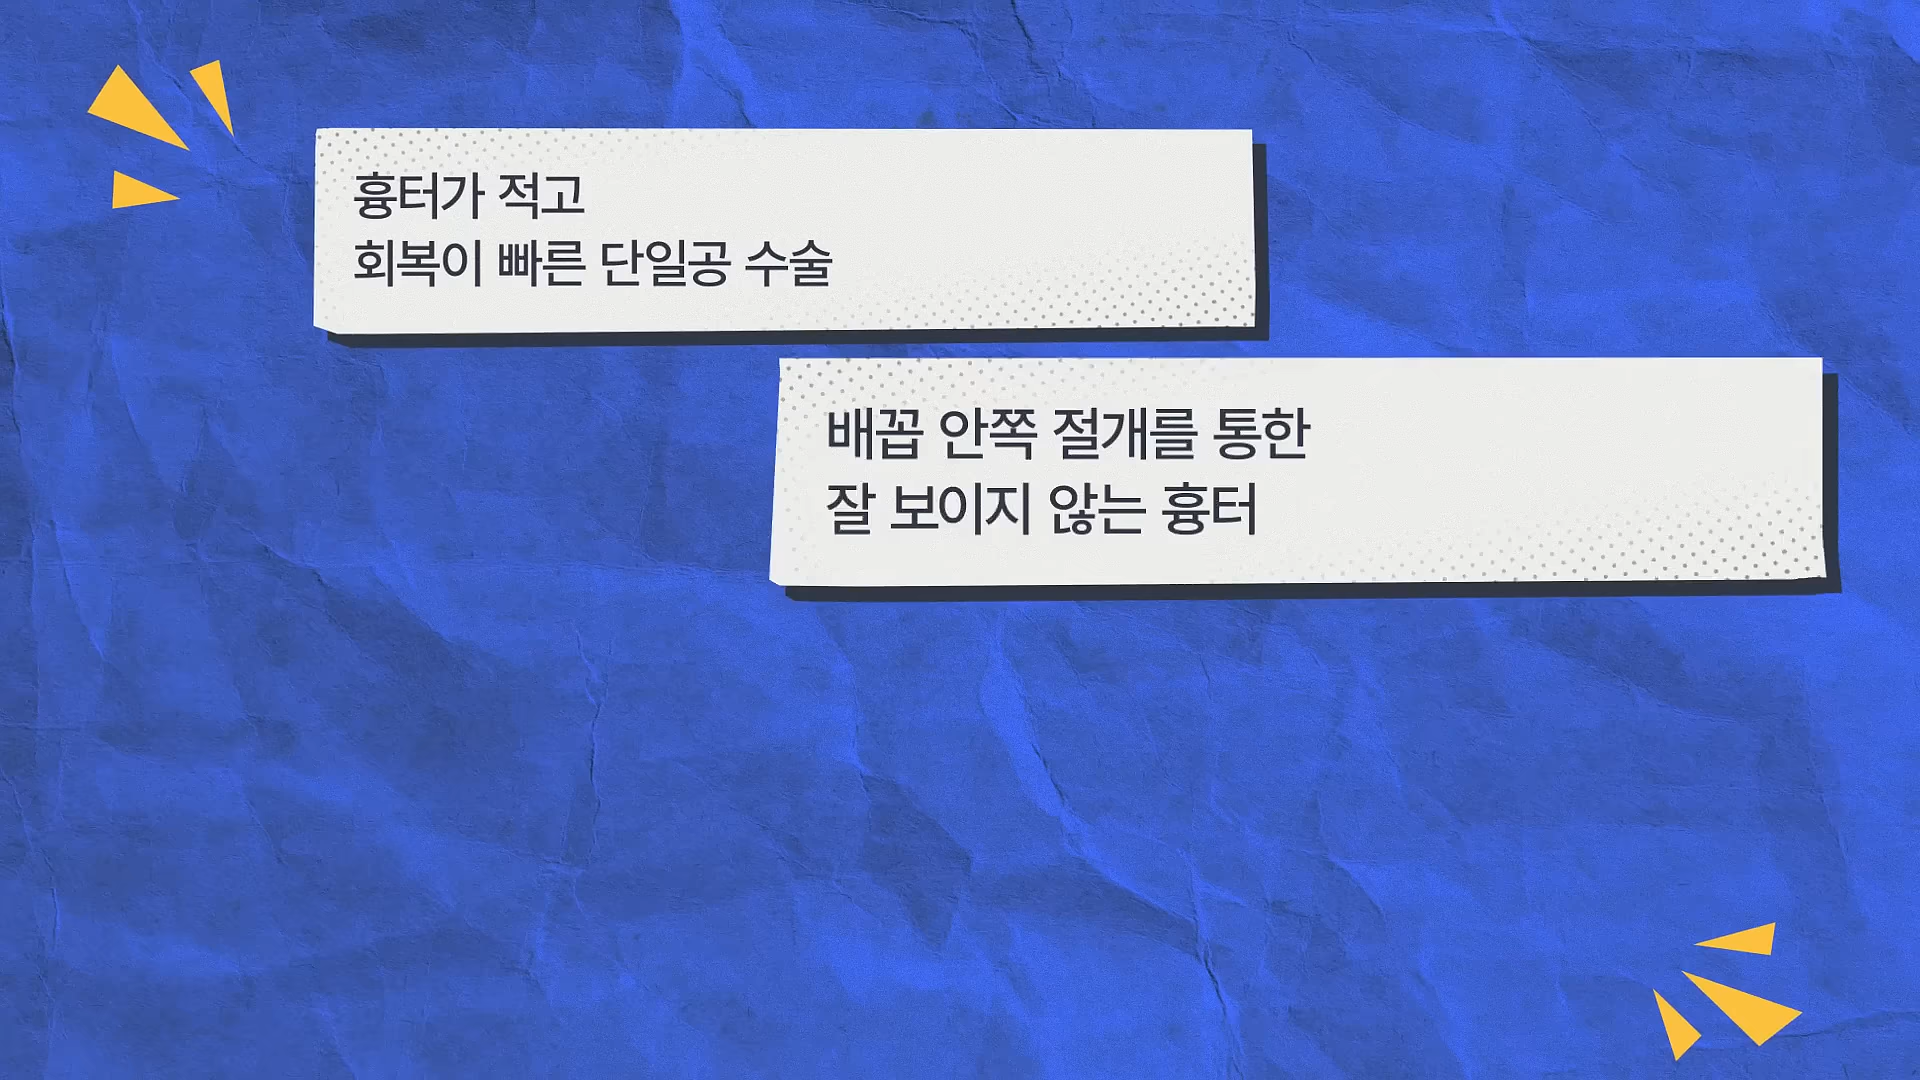 흉터가 적고
회복이 빠른 단일공 수술
배꼽 안쪽 절개를 통한
잘 보이지 않는 흉터